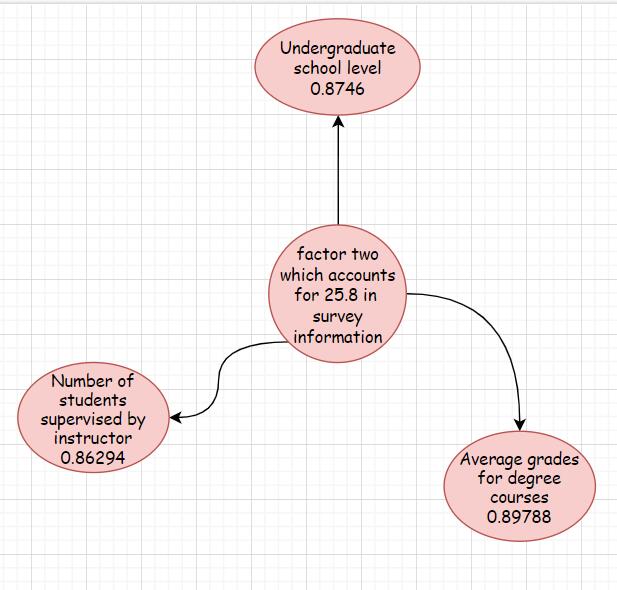 Undergraduate
school level
0.8746
factor two
which accounts
for 25.8 in
survey
information
Number of
students
supervised by
instructor
0.86294
Average grades
for degree
courses
0.89788